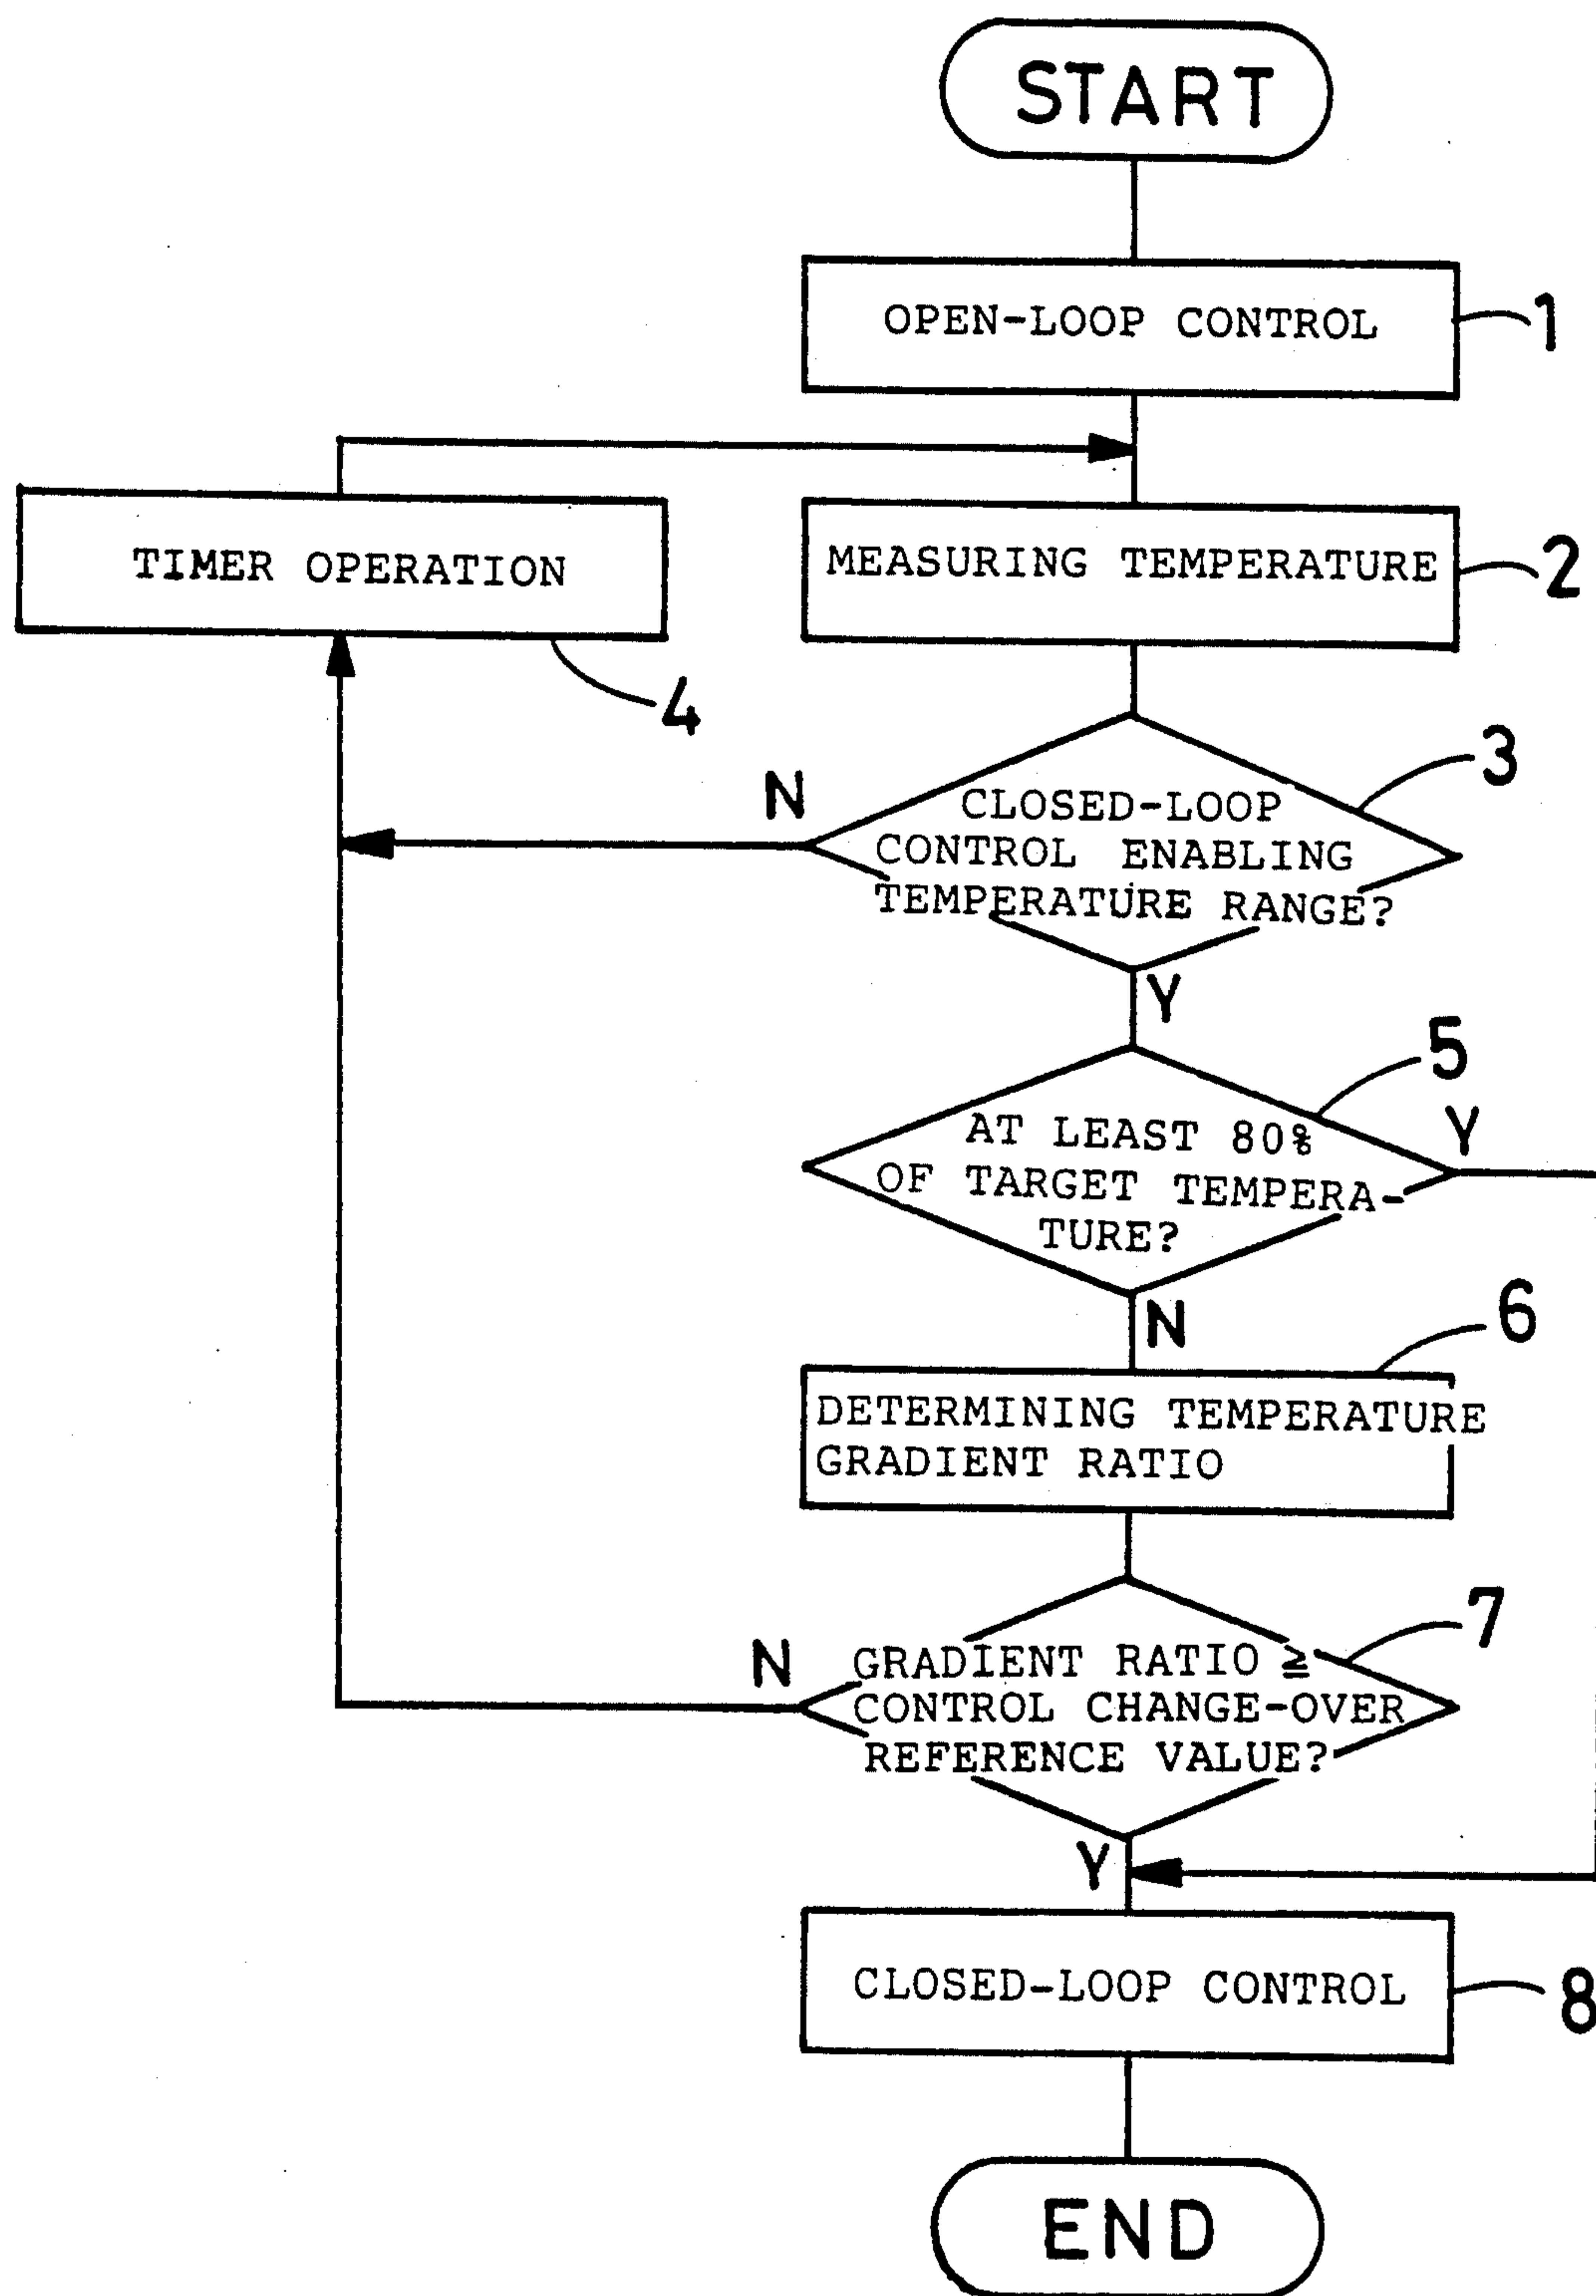 START
OPEN-LOOP CONTROL
1
TIMER OPERATION
4
MEASURING TEMPERATURE
2
N
CLOSED-LOOP
CONTROL ENABLING
TEMPERATURE RANGE?
3
Y
AT LEAST 80%
OF TARGET TEMPERA-
TURE?
5
Y
N
DETERMINING TEMPERATURE
GRADIENT RATIO
6
N
GRADIENT RATIO ≧
CONTROL CHANGE-OVER
REFERENCE VALUE?
7
Y
CLOSED-LOOP CONTROL
8
END